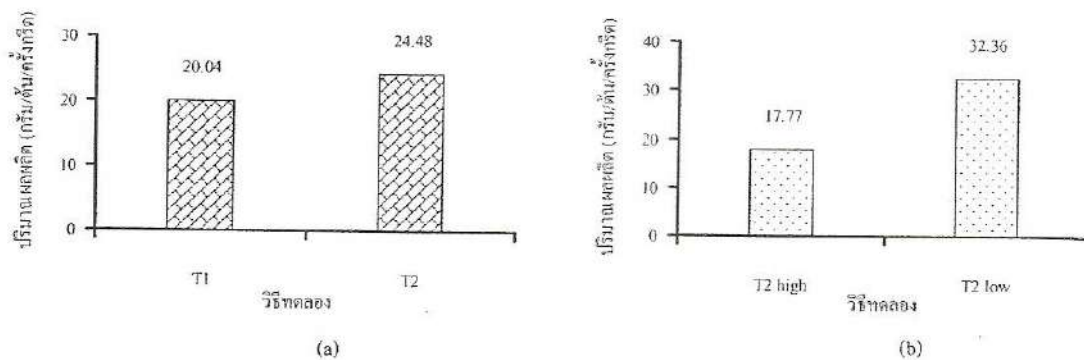 ปริมาณผลผลิต (กรัม/ต้น/ครั้งกรีด)
30
20
10
0
20.04
24.48
T1
T2
วิธีทดลอง
(a)
ปริมาณผลผลิต (กรัม/ต้น/ครั้งกรีด)
40
30
20
10
0
17.77
32.36
T2 high
T2 low
วิธีทดลอง
(b)